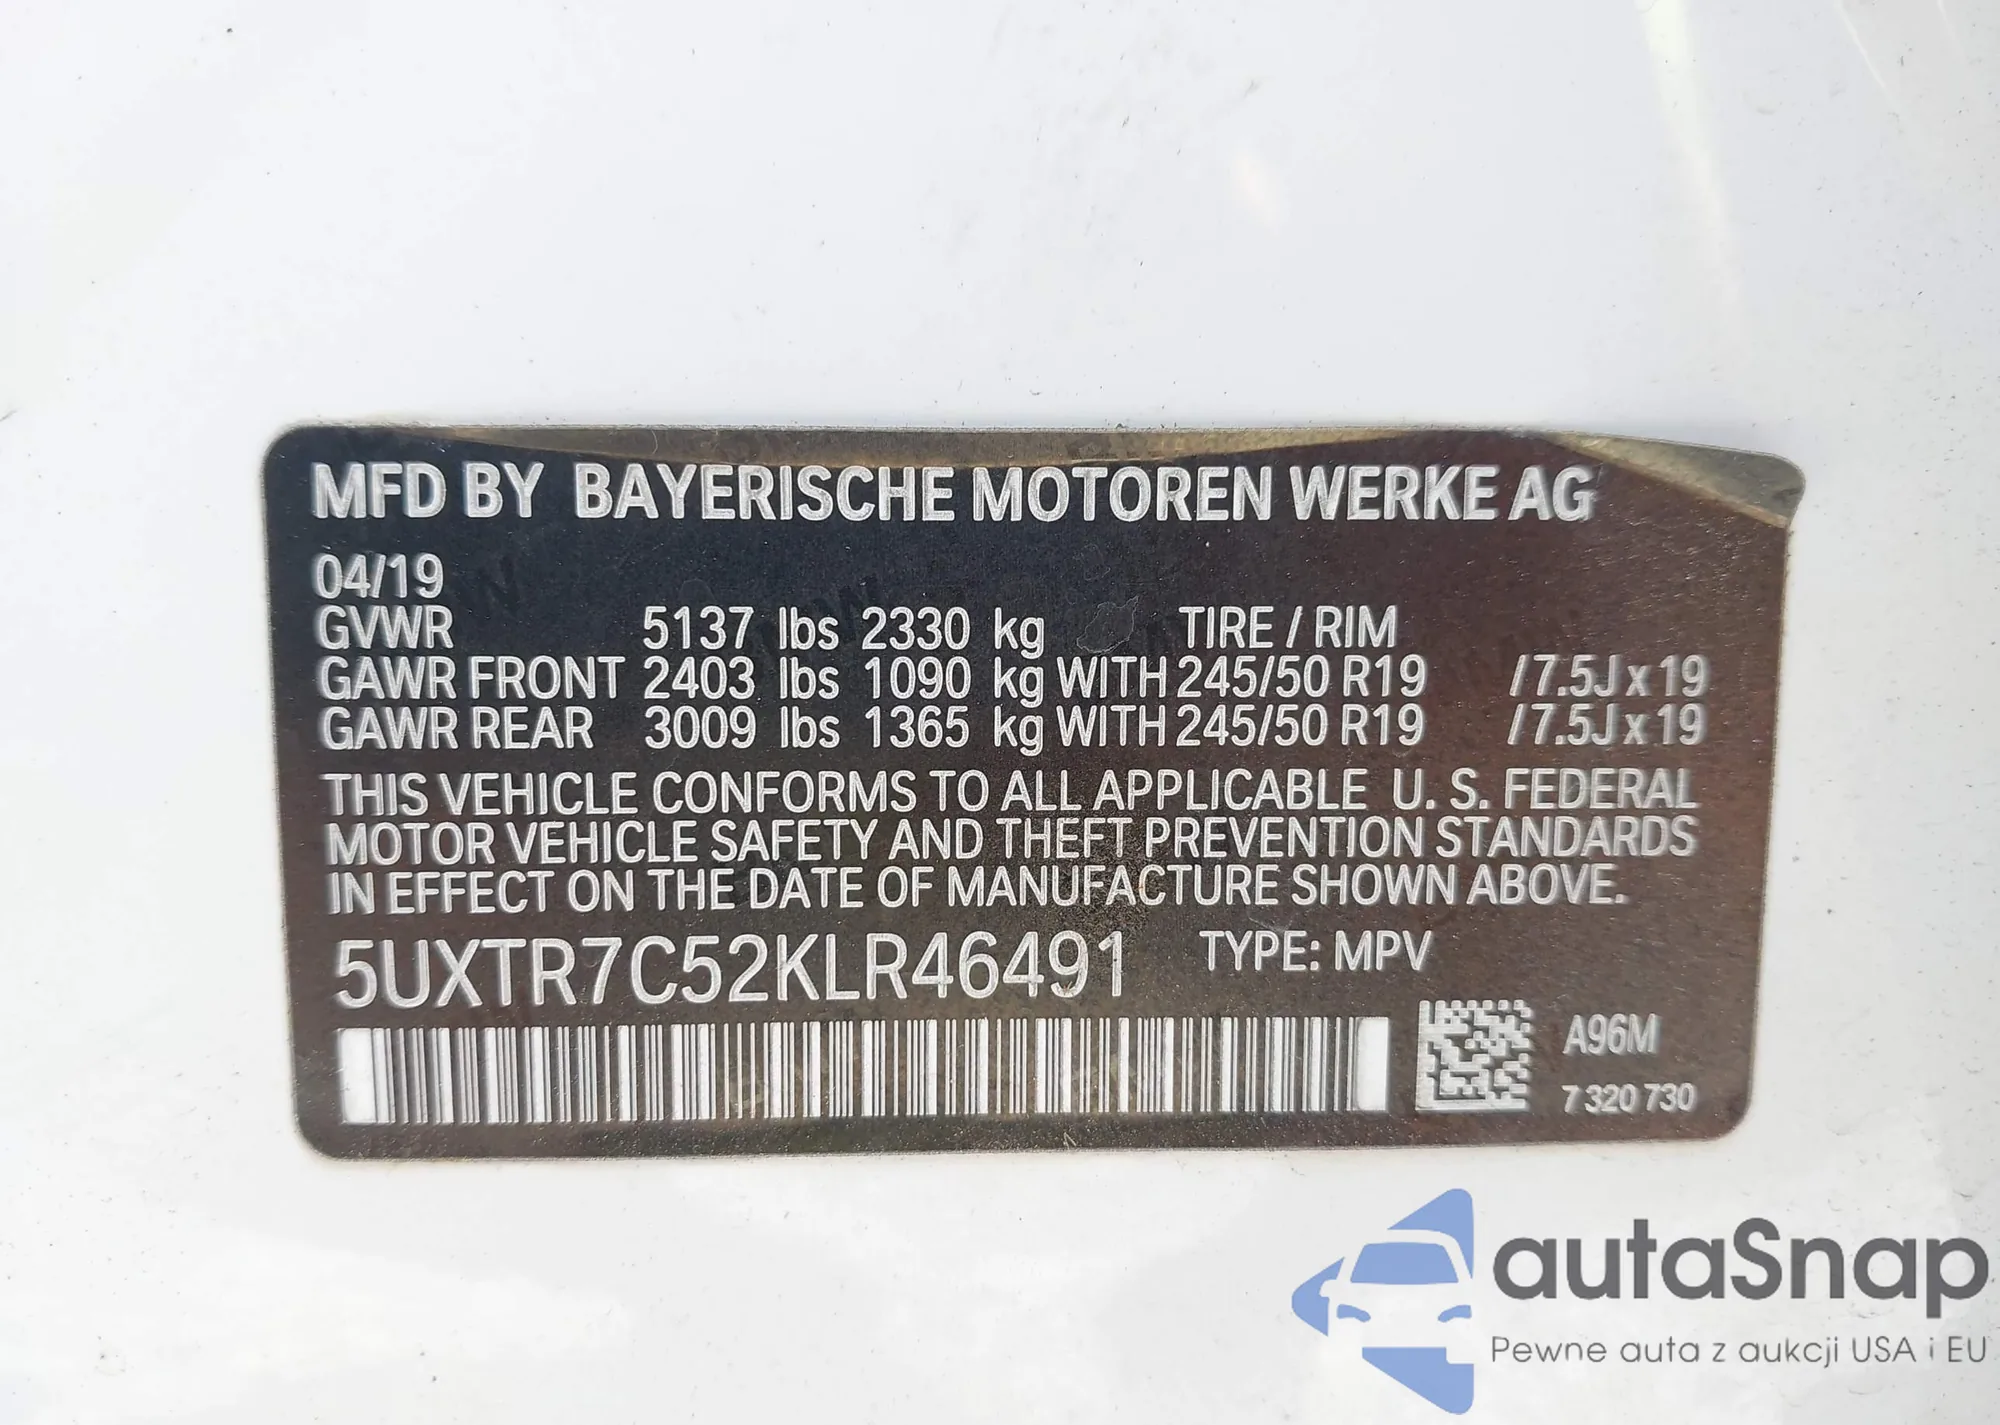 MFD BY BAYERISCHE MOTOREN WERKE AG
04/19
GVWR 5137 lbs 2330 kg TIRE / RIM
GAWR FRONT 2403 lbs 1090 kg WITH 245/50 R19 /7.5J x 19
GAWR REAR 3009 lbs 1365 kg WITH 245/50 R19 /7.5J x 19
THIS VEHICLE CONFORMS TO ALL APPLICABLE U. S. FEDERAL
MOTOR VEHICLE SAFETY AND THEFT PREVENTION STANDARDS
IN EFFECT ON THE DATE OF MANUFACTURE SHOWN ABOVE.
5UXTR7C52KLR46491 TYPE: MPV
A96M
7 320 730
autaSnap
Pewne auta z aukcji USA i EU